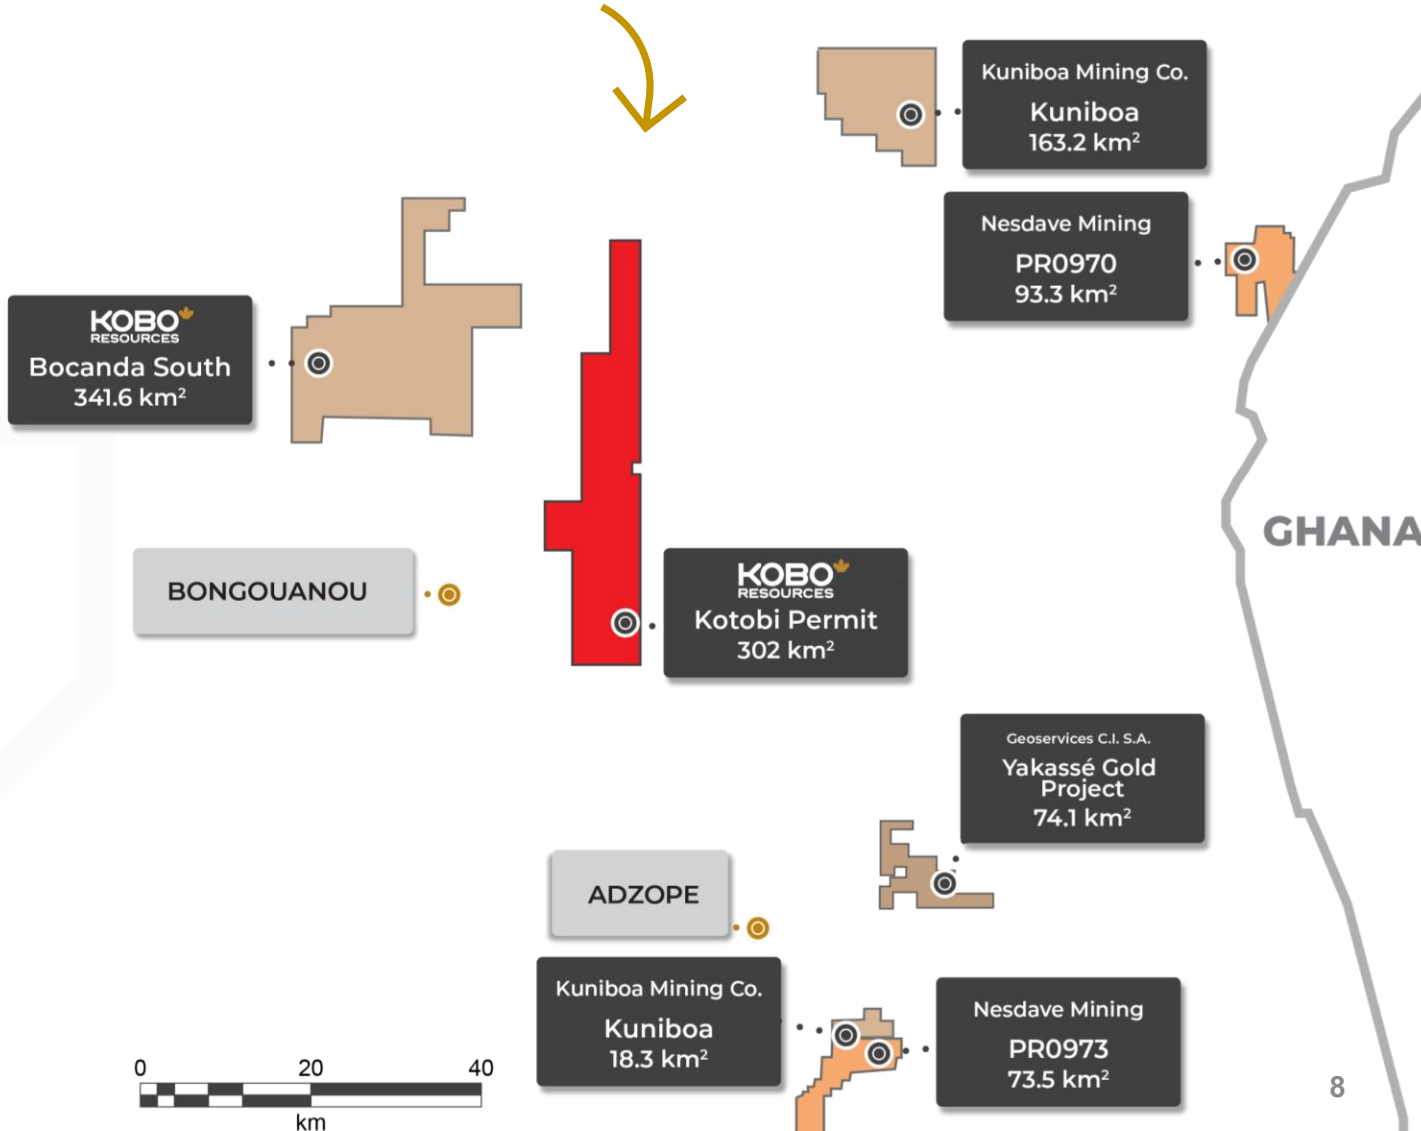 Kuniboa Mining Co.
Kuniboa
163.2 km²
Nesdave Mining
PR0970
93.3 km²
KOBO
RESOURCES
Bocanda South
341.6 km²
GHANA
BONGOUANOU
KOBO
RESOURCES
Kotobi Permit
302 km²
Geoservices C.I. S.A.
Yakassé Gold
Project
74.1 km²
ADZOPE
Kuniboa Mining Co.
Kuniboa
18.3 km²
Nesdave Mining
PR0973
73.5 km²
0 20 40
km
8